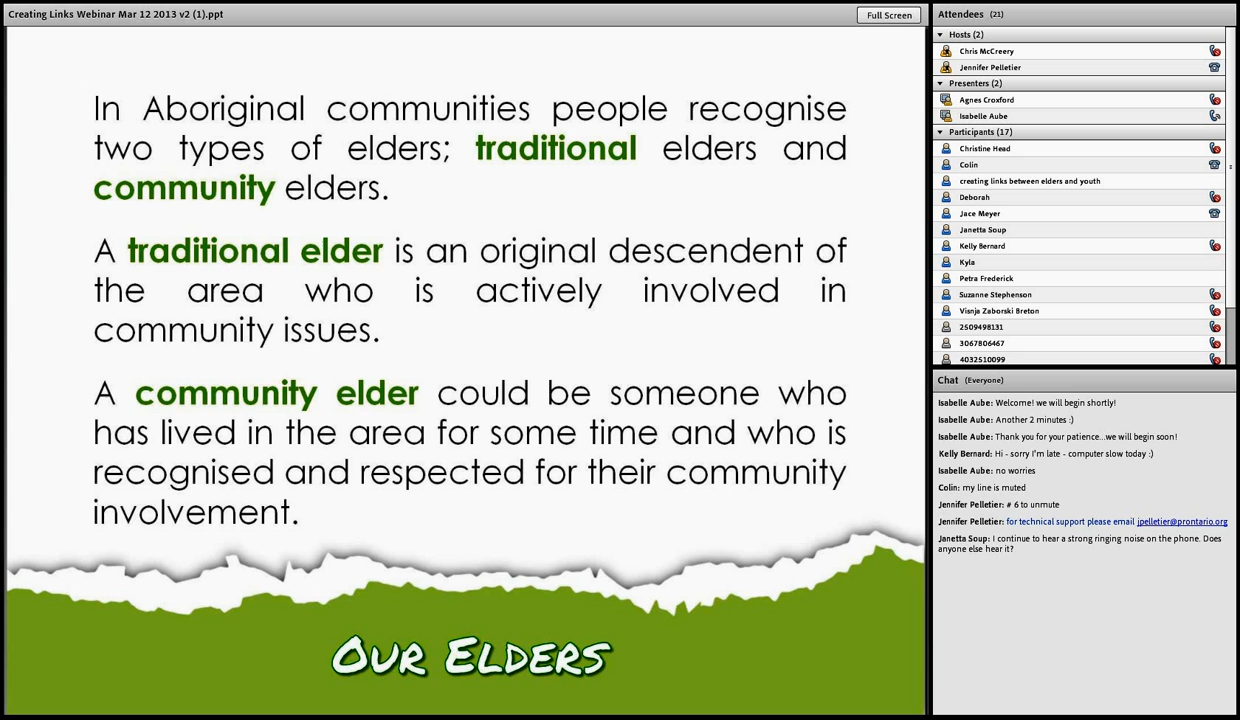 Creating Links Webinar Mar 12 2013 v2 (1).ppt
Full Screen
In Aboriginal communities people recognise
two types of elders; traditional elders and
community elders.
A traditional elder is an original descendent of
the area who is actively involved in
community issues.
A community elder could be someone who
has lived in the area for some time and who is
recognised and respected for their community
involvement.
Our Elders
Attendees (21)
Hosts (2)
Chris McCreery
Jennifer Pelletier
Presenters (2)
Agnes Croxford
Isabelle Aube
Participants (17)
Christine Head
Colin
creating links between elders and youth
Deborah
Jace Meyer
Janetta Soup
Kelly Bernard
Kyla
Petra Frederick
Suzanne Stephenson
Visnja Zaborski Breton
2509498131
3067806467
4032510099
Chat (Everyone)
Isabelle Aube: Welcome! we will begin shortly!
Isabelle Aube: Another 2 minutes :)
Isabelle Aube: Thank you for your patience...we will begin soon!
Kelly Bernard: Hi - sorry I'm late - computer slow today :)
Isabelle Aube: no worries
Colin: my line is muted
Jennifer Pelletier: # 6 to unmute
Jennifer Pelletier: for technical support please email jpelletier@prontario.org
Janetta Soup: I continue to hear a strong ringing noise on the phone. Does
anyone else hear it?